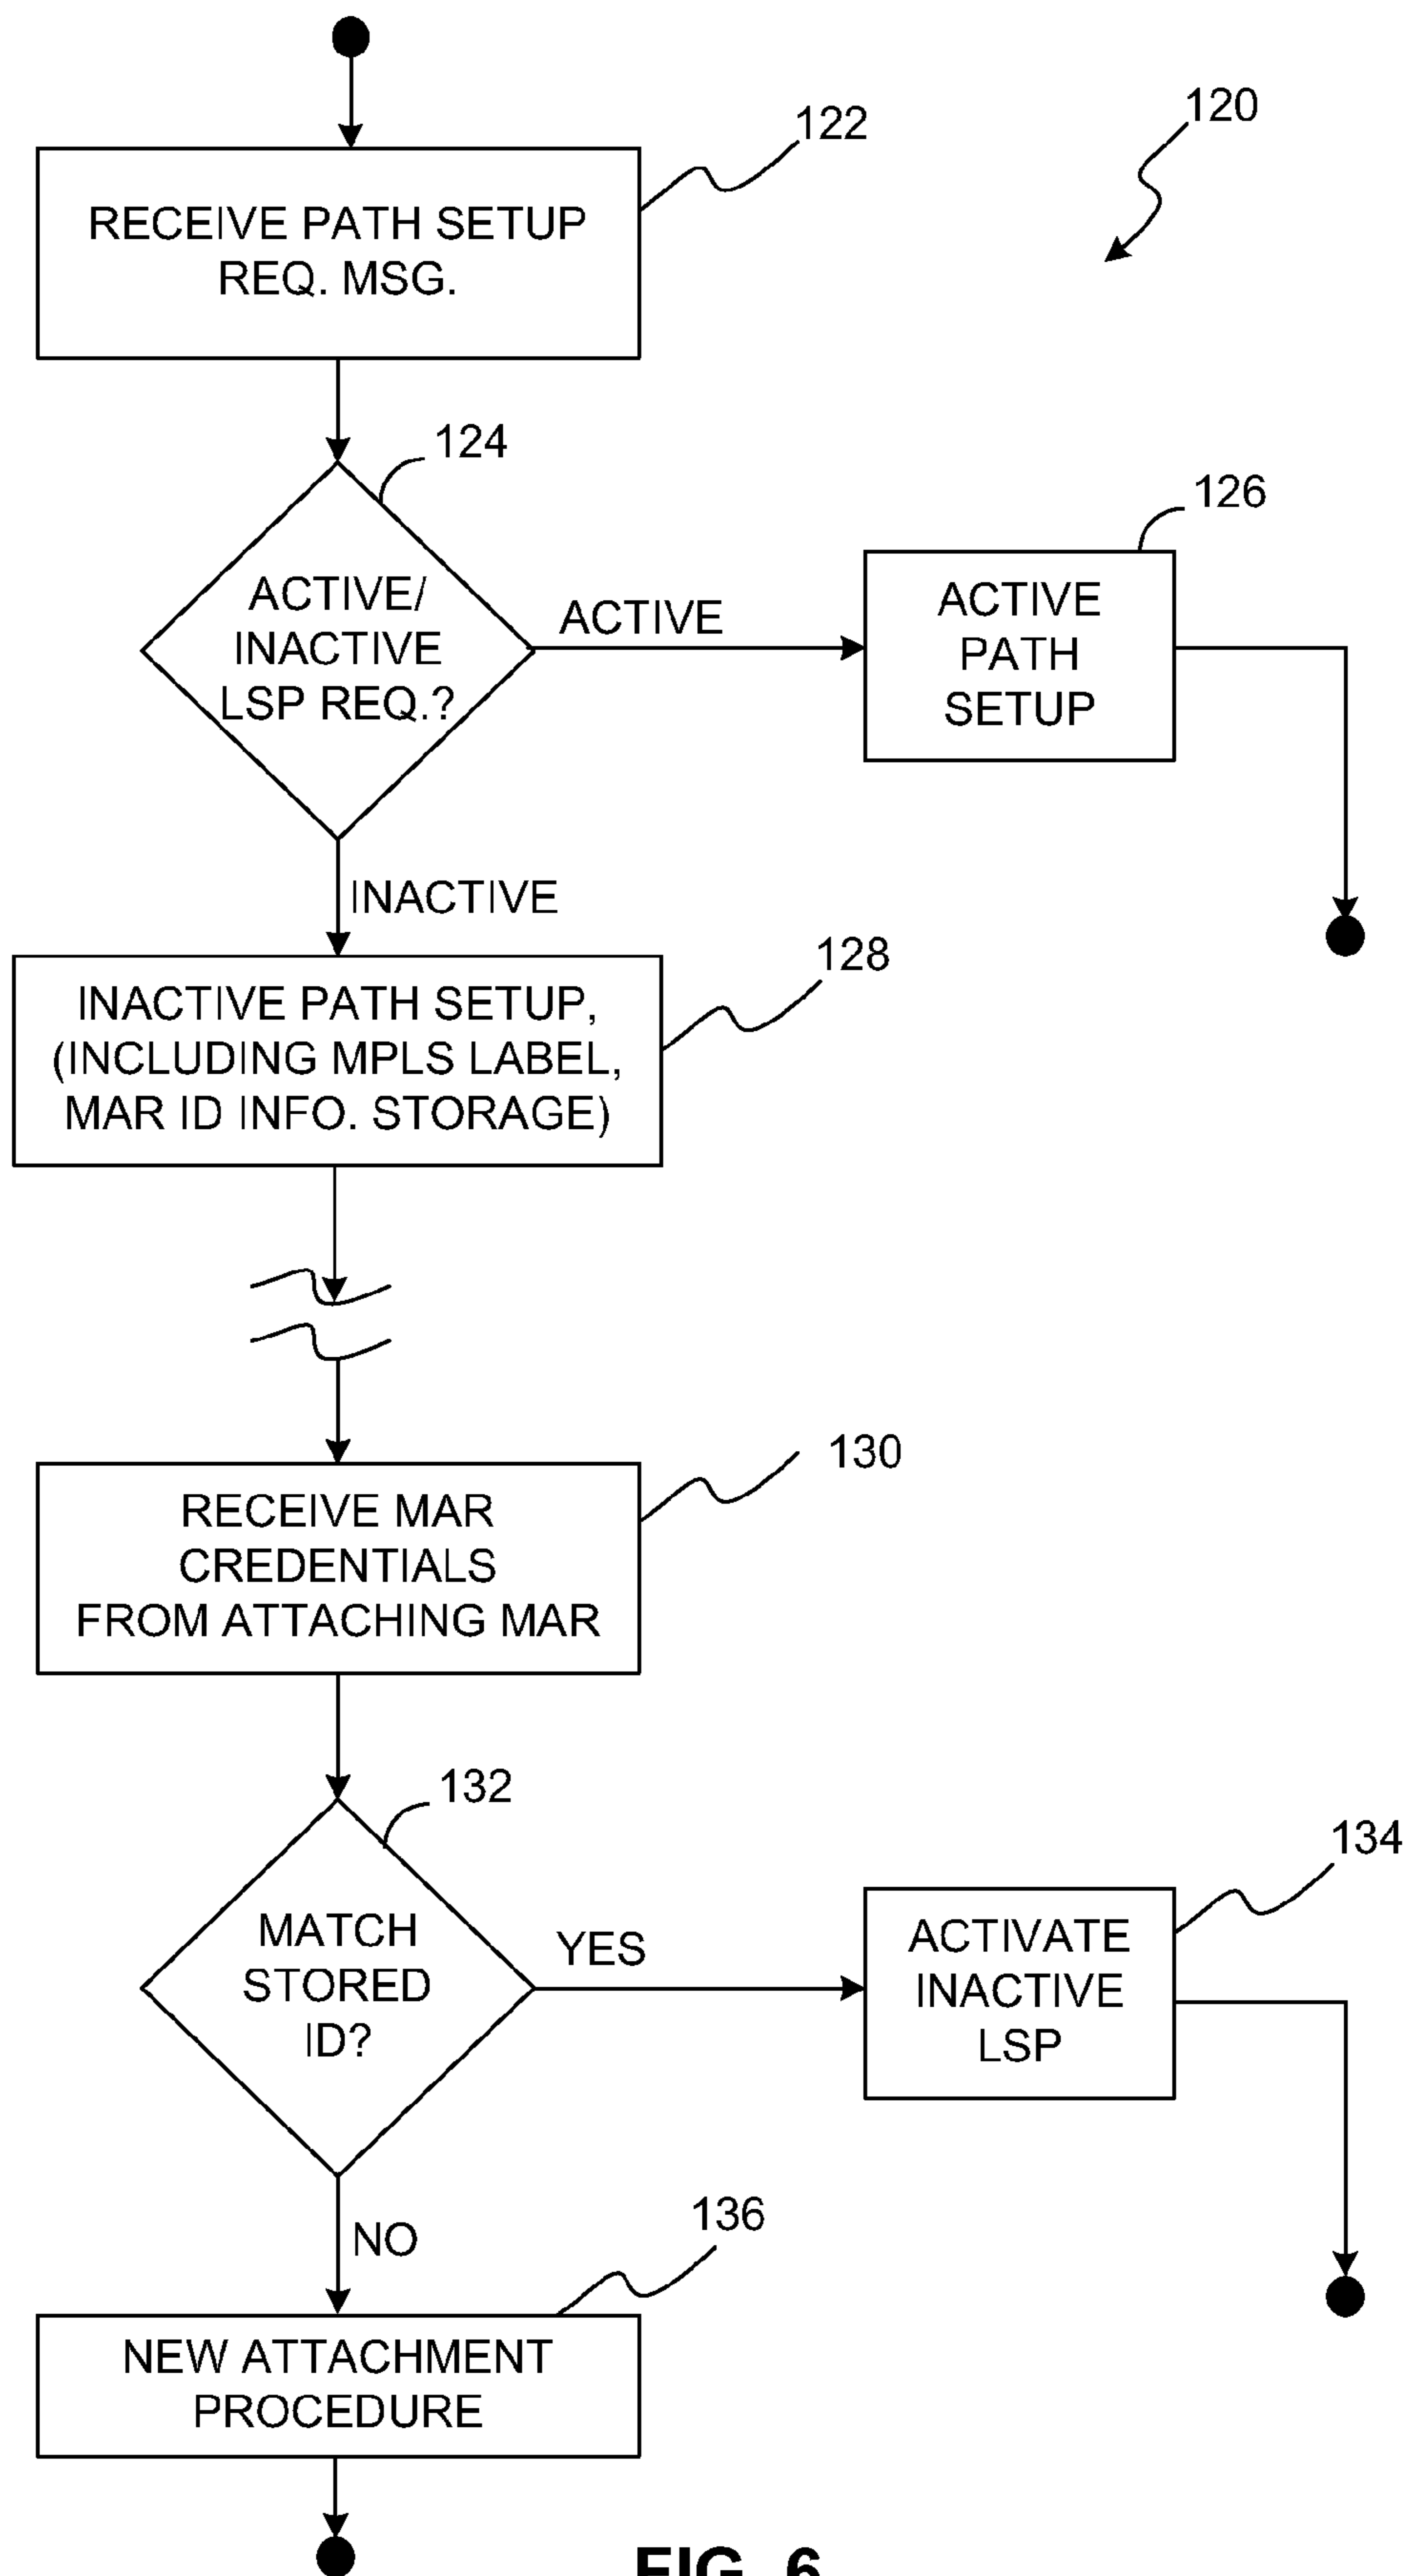 120
122
RECEIVE PATH SETUP
REQ. MSG.
124
ACTIVE/
INACTIVE
LSP REQ.?
ACTIVE
126
ACTIVE
PATH
SETUP
INACTIVE
128
INACTIVE PATH SETUP,
(INCLUDING MPLS LABEL,
MAR ID INFO. STORAGE)
130
RECEIVE MAR
CREDENTIALS
FROM ATTACHING MAR
132
MATCH
STORED
ID?
YES
134
ACTIVATE
INACTIVE
LSP
NO
136
NEW ATTACHMENT
PROCEDURE
FIG. 6